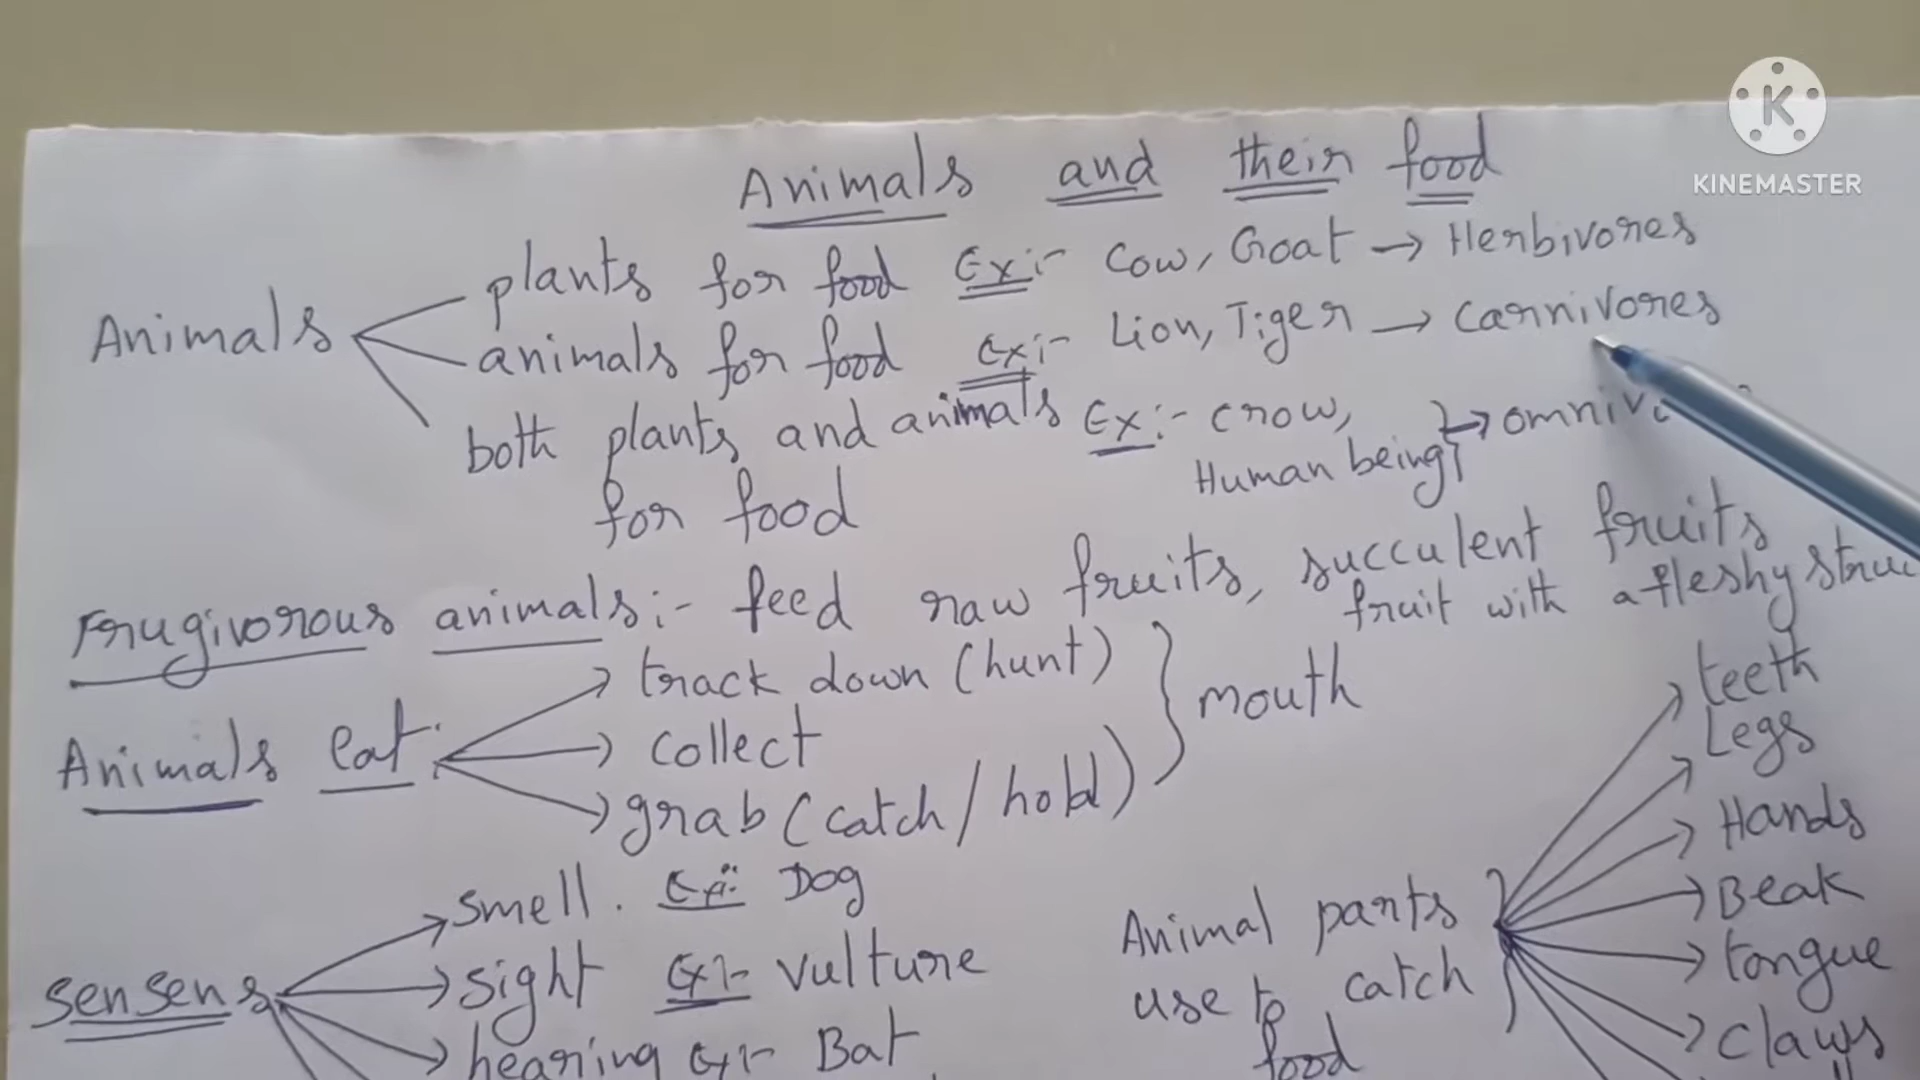 KINEMASTER
Animals and their food
Animals
plants for food Ex:- Cow, Goat → Herbivores
animals for food Ex:- Lion, Tiger → Carnivores
both plants and animals Ex:- Crow,
Human being →
for food
Frugivorous animals:- feed raw fruits, succulent fruits
fruit with a fleshy
Animals eat
→ track down (hunt)
→ collect
→ grab (catch / hold)
mouth
Sensens
→ smell. Ex:- Dog
→ sight Ex:- Vulture
→ hearing Ex:- Bat
Animal parts
use to catch
food
→ teeth
→ Legs
→ Hands
→ Beak
→ tongue
→ Claws